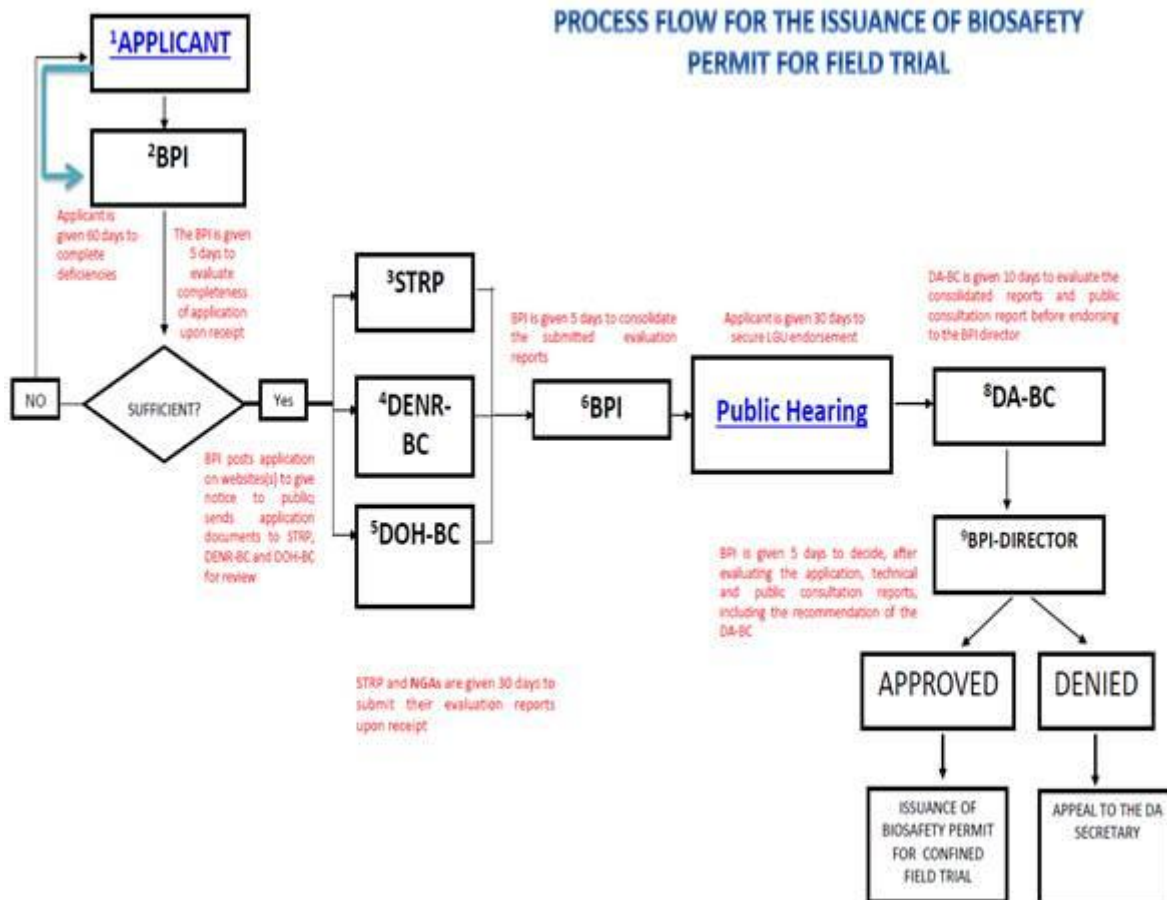 PROCESS FLOW FOR THE ISSUANCE OF BIOSAFETY
PERMIT FOR FIELD TRIAL
¹APPLICANT
²BPI
Applicant is
given 60 days to
complete
deficiencies
The BPI is given
5 days to
evaluate
completeness
of application
upon receipt
SUFFICIENT?
NO
Yes
BPI posts application
on websites(s) to give
notice to public;
sends application
documents to STRP,
DENR-BC and DOH-BC
for review
³STRP
⁴DENR-
BC
⁵DOH-BC
STRP and NGAs are given 30 days to
submit their evaluation reports
upon receipt
BPI is given 5 days to consolidate
the submitted evaluation
reports
⁶BPI
Applicant is given 30 days to
secure LGU endorsement
Public Hearing
DA-BC is given 10 days to evaluate the
consolidated reports and public
consultation report before endorsing to
the BPI director
⁸DA-BC
⁹BPI-DIRECTOR
BPI is given 5 days to decide, after
evaluating the application, technical
and public consultation reports,
including the recommendation of the
DA-BC
APPROVED
DENIED
ISSUANCE OF
BIOSAFETY PERMIT
FOR CONFINED
FIELD TRIAL
APPEAL TO THE DA
SECRETARY